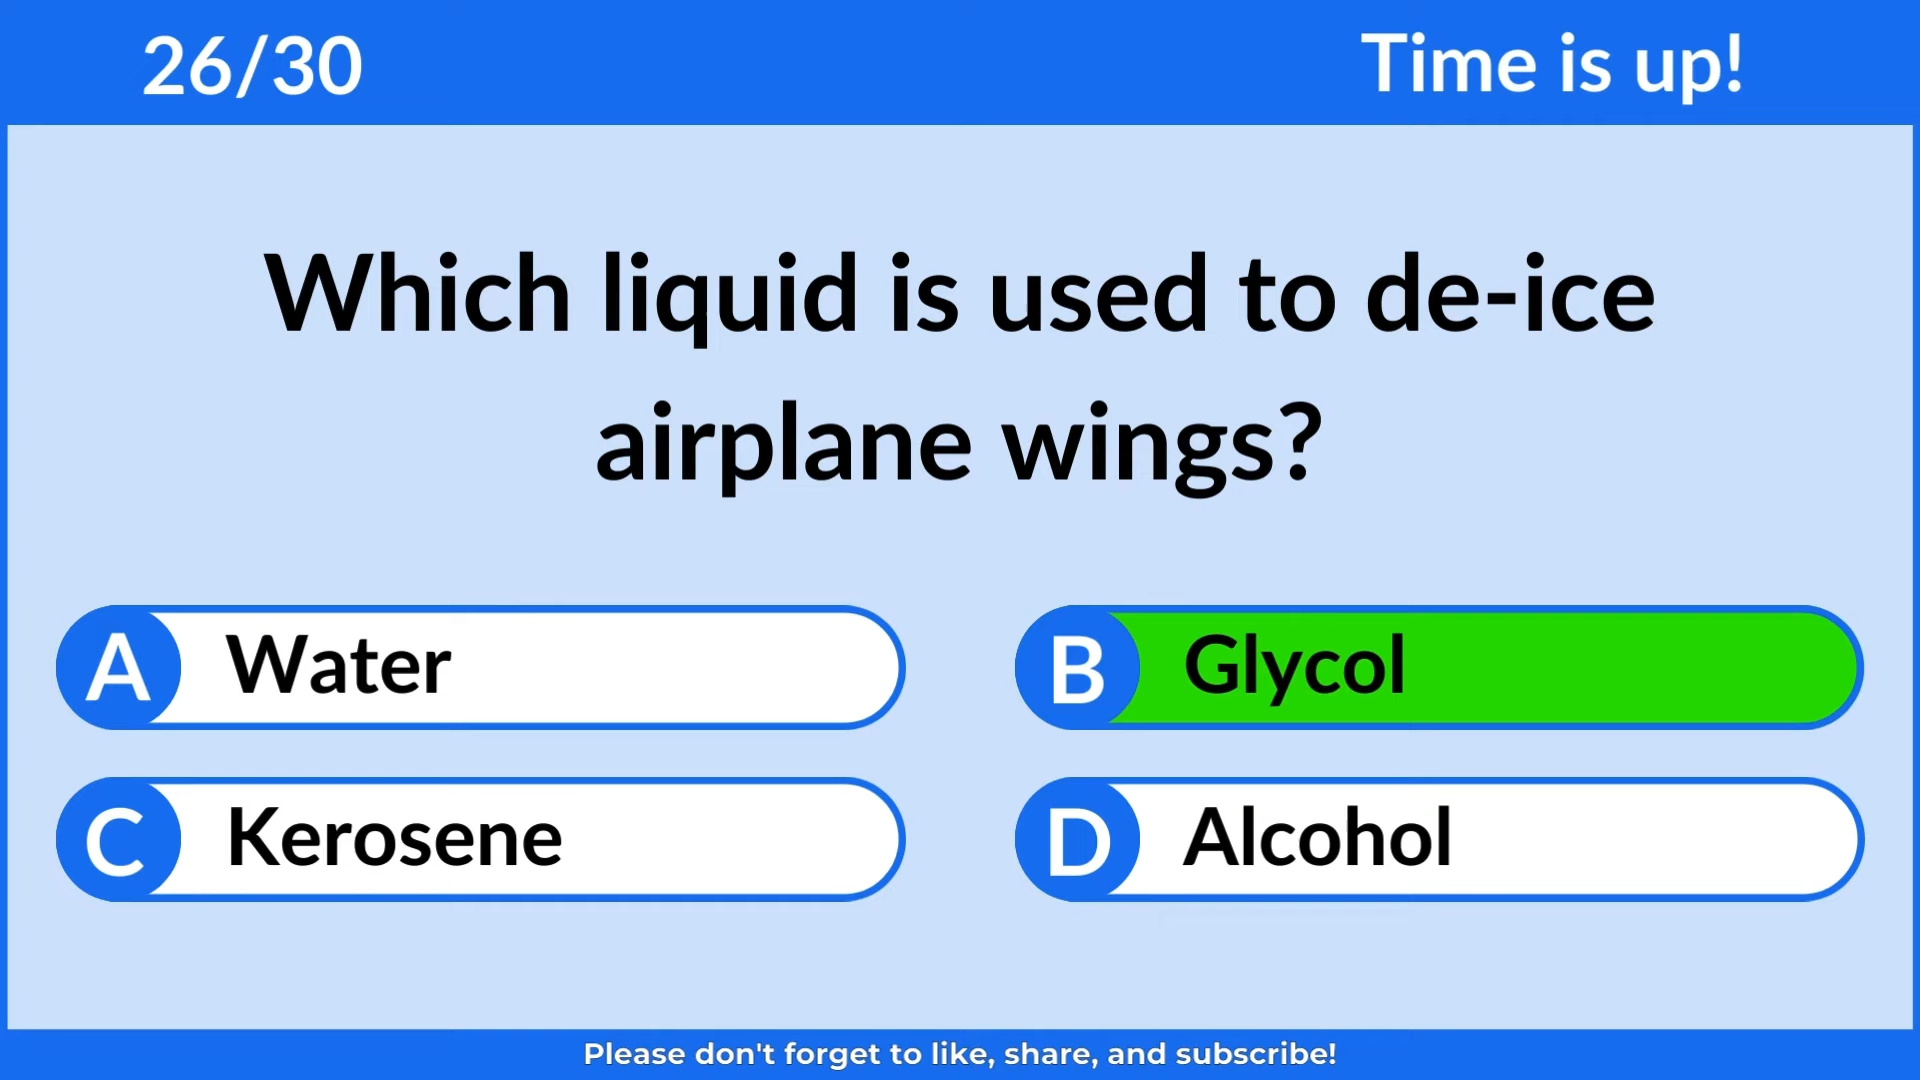 26/30
Time is up!
Which liquid is used to de-ice
airplane wings?
A Water
B Glycol
C Kerosene
D Alcohol
Please don't forget to like, share, and subscribe!